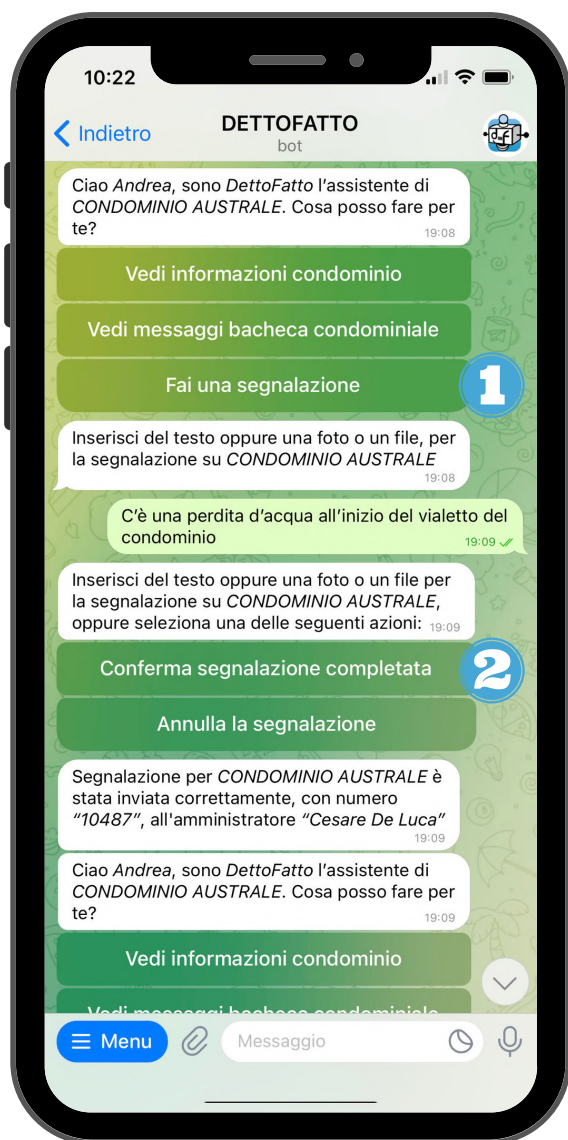 10:22
Indietro
DETTOFATTO
bot
d_f
Ciao Andrea, sono DettoFatto l'assistente di
CONDOMINIO AUSTRALE. Cosa posso fare per
te?
19:08
Vedi informazioni condominio
Vedi messaggi bacheca condominiale
Fai una segnalazione
1
Inserisci del testo oppure una foto o un file, per
la segnalazione su CONDOMINIO AUSTRALE
19:08
C'è una perdita d'acqua all'inizio del vialetto del
condominio
19:09
Inserisci del testo oppure una foto o un file per
la segnalazione su CONDOMINIO AUSTRALE,
oppure seleziona una delle seguenti azioni: 19:09
Conferma segnalazione completata
2
Annulla la segnalazione
Segnalazione per CONDOMINIO AUSTRALE è
stata inviata correttamente, con numero
"10487", all'amministratore "Cesare De Luca"
19:09
Ciao Andrea, sono DettoFatto l'assistente di
CONDOMINIO AUSTRALE. Cosa posso fare per
te?
19:09
Vedi informazioni condominio
Vedi messaggi bacheca condominiale
Menu
Messaggio